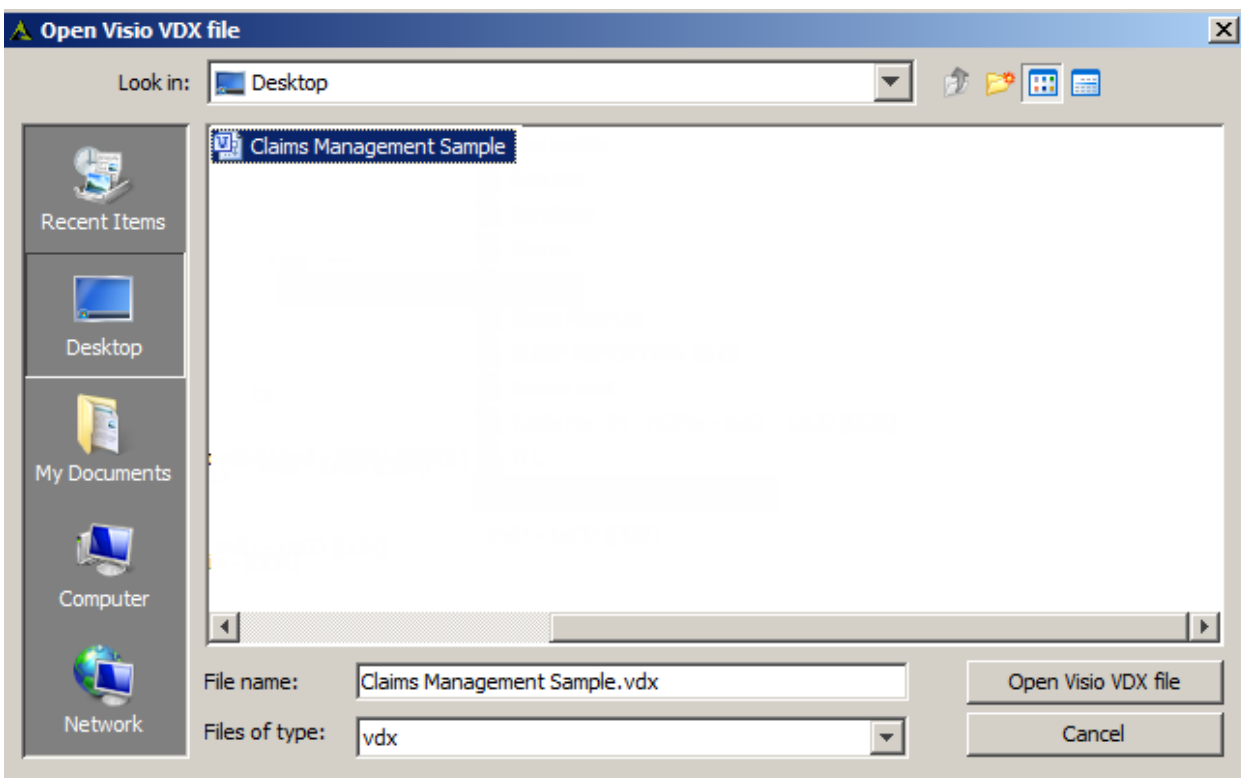 Open Visio VDX file
Look in:
Desktop
Claims Management Sample
Recent Items
Desktop
My Documents
Computer
Network
File name:
Claims Management Sample.vdx
Open Visio VDX file
Files of type:
vdx
Cancel